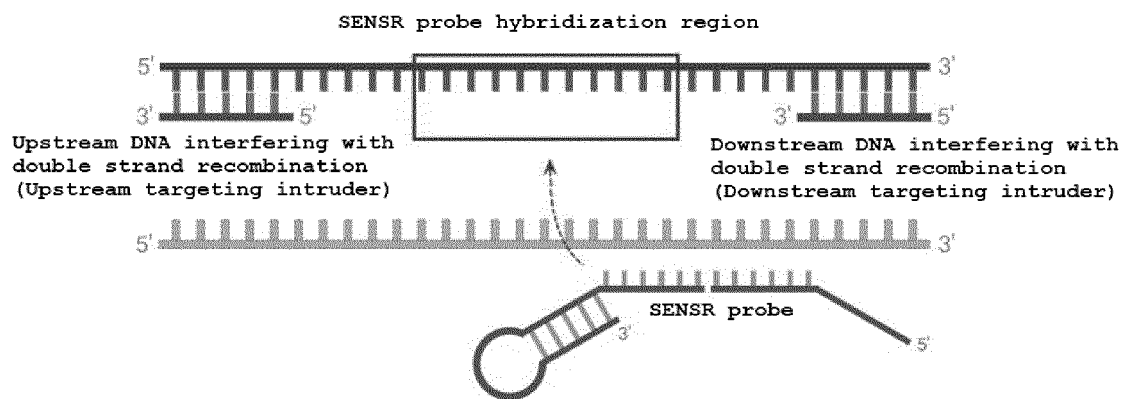 SENSR probe hybridization region
5' 3'
3' 5' 3' 5'
Upstream DNA interfering with
double strand recombination
(Upstream targeting intruder)
Downstream DNA interfering with
double strand recombination
(Downstream targeting intruder)
5' 3'
SENSR probe
3' 5'